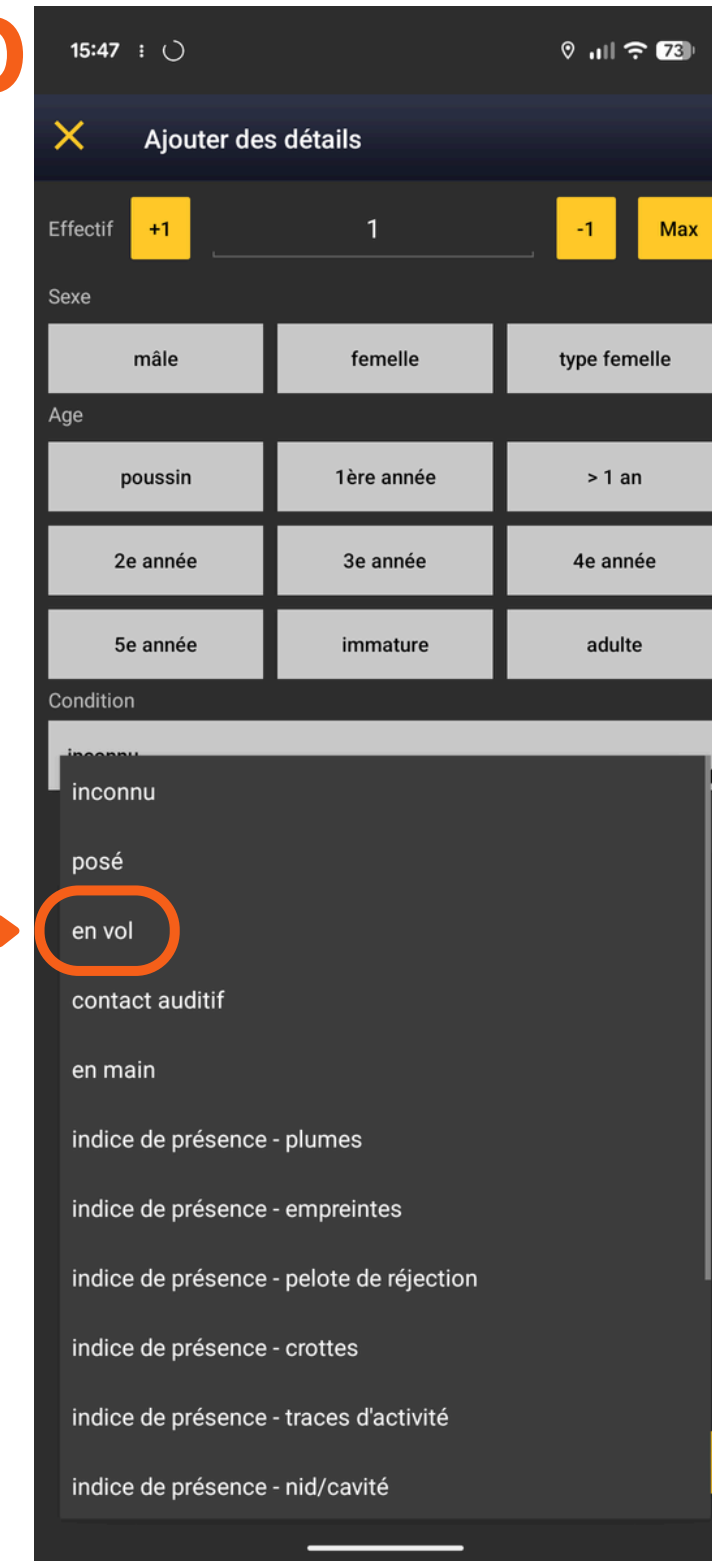 15:47
73
Ajouter des détails
Effectif +1 1 -1 Max
Sexe
mâle femelle type femelle
Age
poussin 1ère année > 1 an
2e année 3e année 4e année
5e année immature adulte
Condition
inconnu
inconnu
posé
en vol
contact auditif
en main
indice de présence - plumes
indice de présence - empreintes
indice de présence - pelote de réjection
indice de présence - crottes
indice de présence - traces d'activité
indice de présence - nid/cavité